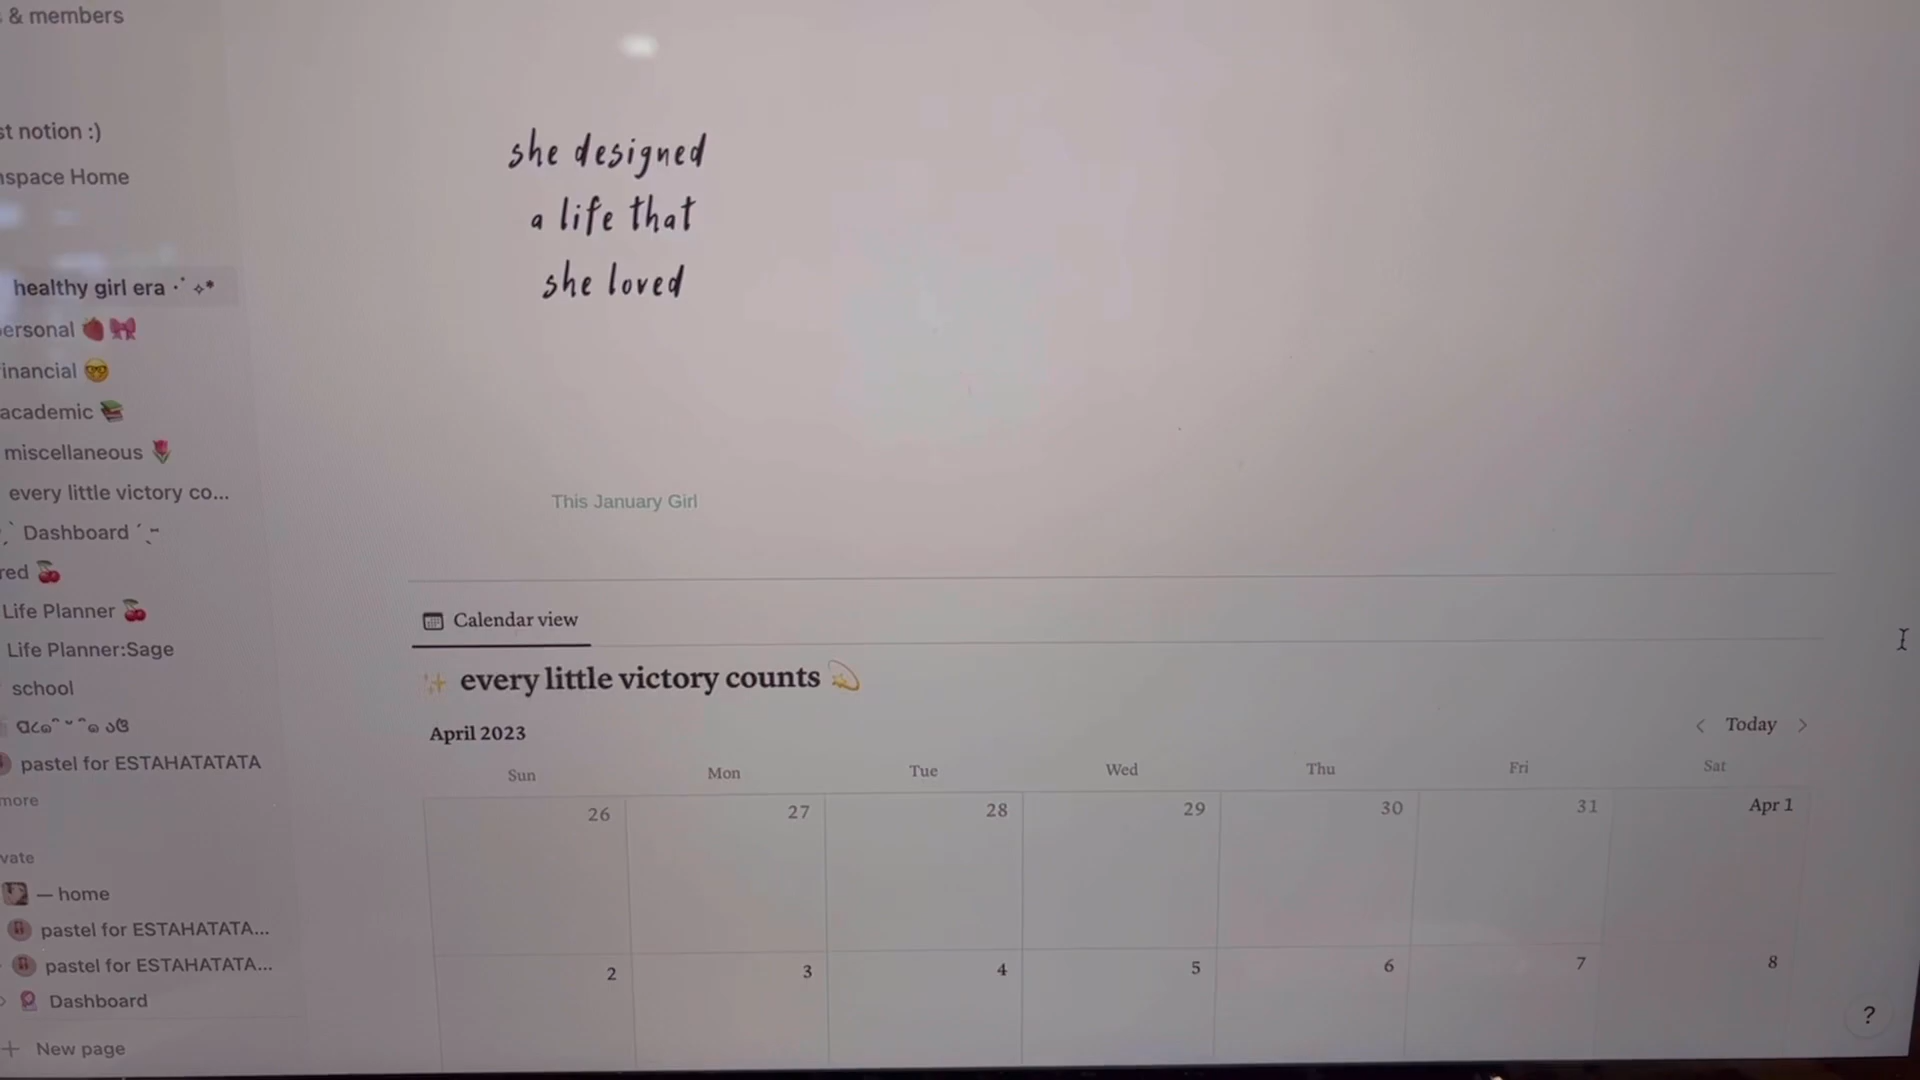 & members
st notion :)
space Home
healthy girl era
ersonal 🍓🎀
inancial 🤓
academic 📚
miscellaneous 🌷
every little victory co...
Dashboard
red 🍒
Life Planner 🍒
Life Planner:Sage
school
pastel for ESTAHATATATA
more
vate
— home
pastel for ESTAHATATA...
pastel for ESTAHATATA...
Dashboard
+ New page
she designed
a life that
she loved
This January Girl
Calendar view
✨ every little victory counts 💫
April 2023
< Today >
Sun Mon Tue Wed Thu Fri Sat
26 27 28 29 30 31 Apr 1
2 3 4 5 6 7 8
?